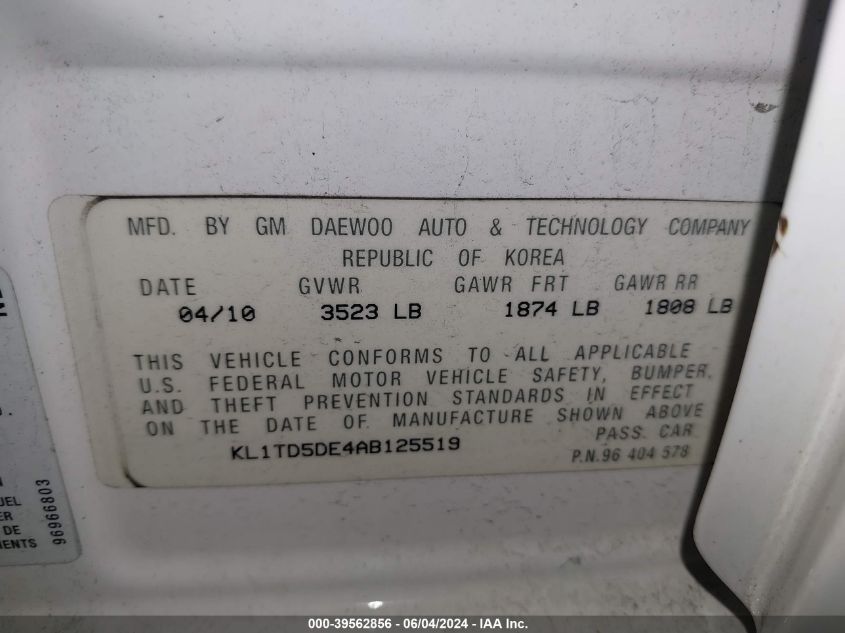 MFD. BY GM DAEWOO AUTO & TECHNOLOGY COMPANY
REPUBLIC OF KOREA
DATE GVWR GAWR FRT GAWR RR
04/10 3523 LB 1874 LB 1808 LB
THIS VEHICLE CONFORMS TO ALL APPLICABLE
U.S. FEDERAL MOTOR VEHICLE SAFETY, BUMPER,
AND THEFT PREVENTION STANDARDS IN EFFECT
ON THE DATE OF MANUFACTURE SHOWN ABOVE
PASS. CAR
KL1TD5DE4AB125519
P.N.96 404 578
DE
96966803
000-39562856 - 06/04/2024 - IAA Inc.